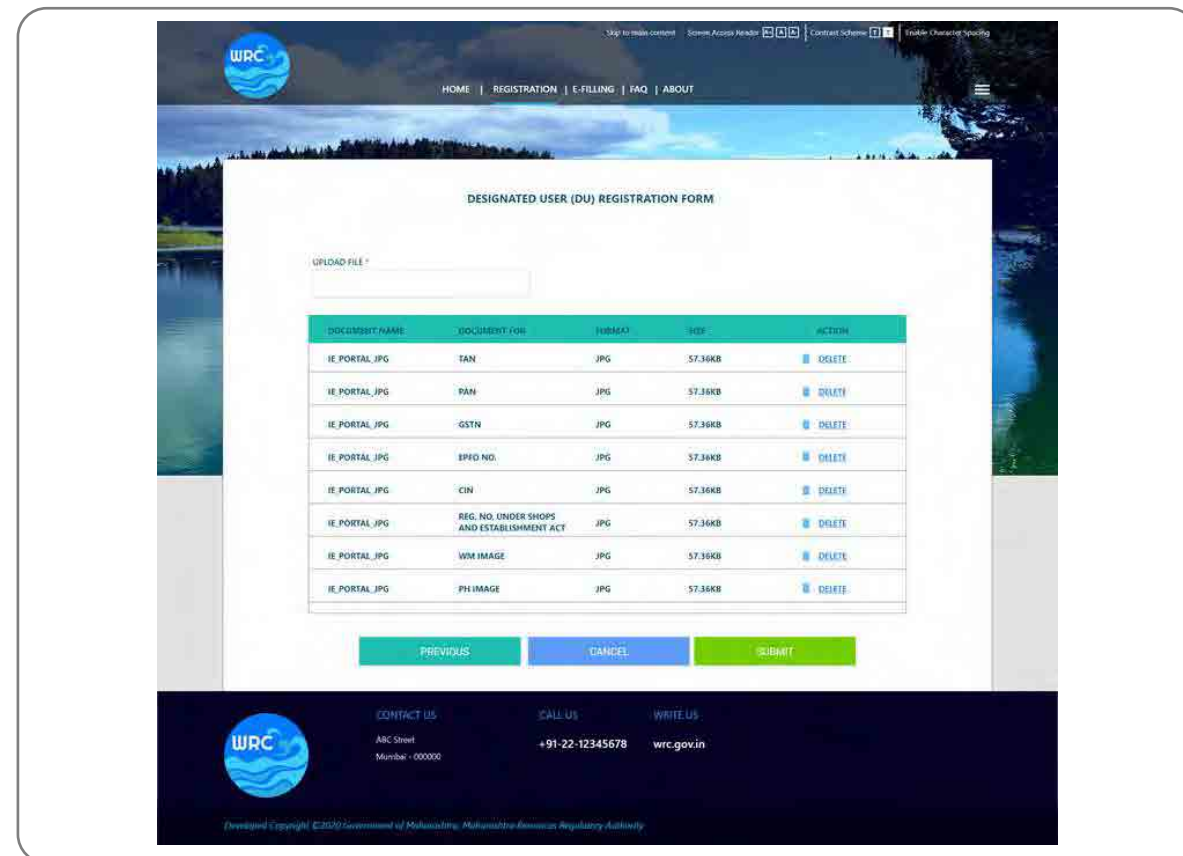 Skip to main content Screen Access Reader A- A A+ Contrast Scheme T T Enable Character Spacing
WRC
HOME | REGISTRATION | E-FILLING | FAQ | ABOUT
DESIGNATED USER (DU) REGISTRATION FORM
UPLOAD FILE *
DOCUMENT NAME DOCUMENT FOR FORMAT SIZE ACTION
IE_PORTAL_JPG TAN JPG 57.36KB DELETE
IE_PORTAL_JPG PAN JPG 57.36KB DELETE
IE_PORTAL_JPG GSTN JPG 57.36KB DELETE
IE_PORTAL_JPG EPFO NO. JPG 57.36KB DELETE
IE_PORTAL_JPG CIN JPG 57.36KB DELETE
REG. NO. UNDER SHOPS
IE_PORTAL_JPG AND ESTABLISHMENT ACT JPG 57.36KB DELETE
IE_PORTAL_JPG WM IMAGE JPG 57.36KB DELETE
IE_PORTAL_JPG PH IMAGE JPG 57.36KB DELETE
PREVIOUS CANCEL SUBMIT
CONTACT US CALL US WRITE US
WRC
ABC Street +91-22-12345678 wrc.gov.in
Mumbai - 000000
Developed Copyright ©2020 Government of Maharashtra, Maharashtra Resources Regulatory Authority